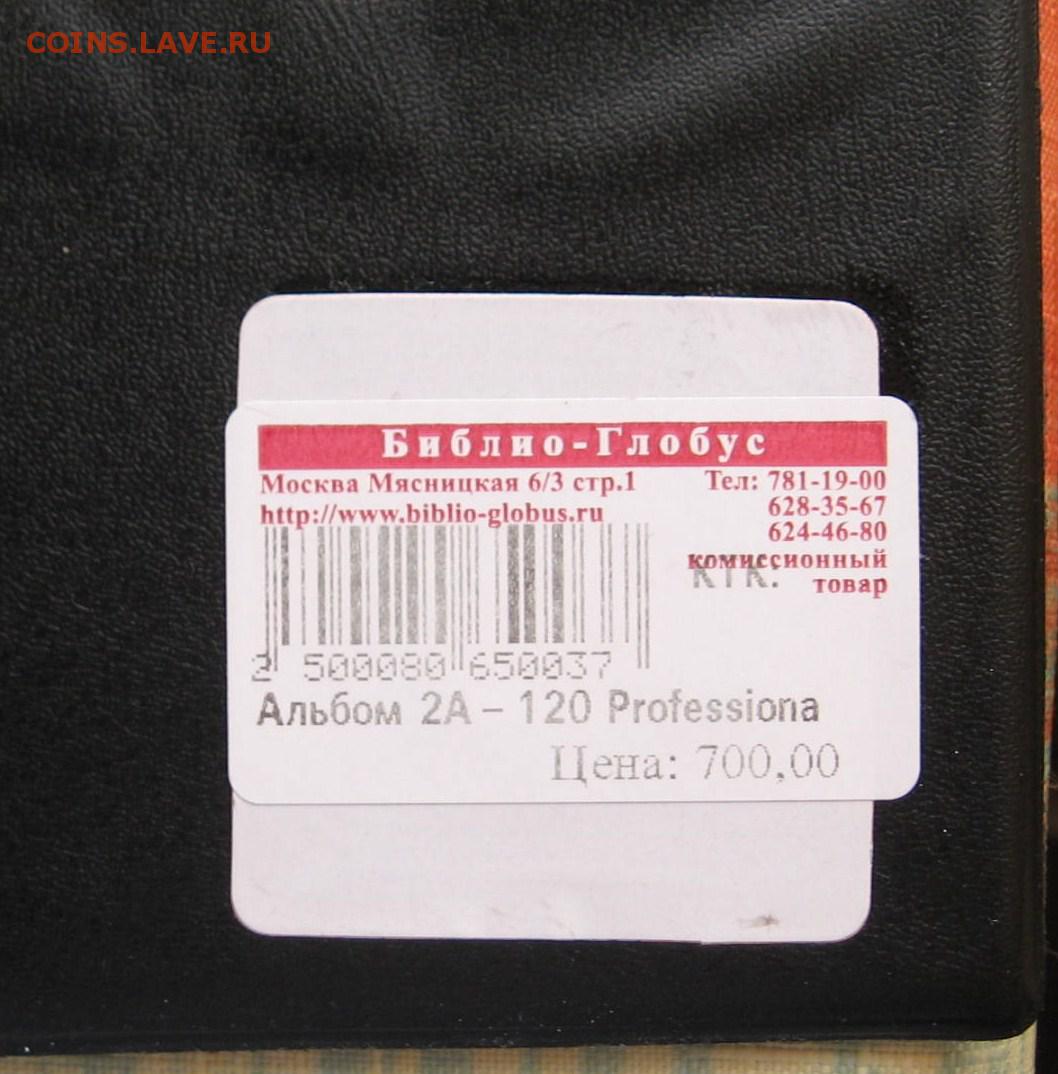 COINS.LAVE.RU
Библио-Глобус
Москва Мясницкая 6/3 стр.1 Тел: 781-19-00
http://www.biblio-globus.ru 628-35-67
624-46-80
комиссионный
КТК:
товар
2 500080 650037
Альбом 2А – 120 Professiona
Цена: 700,00